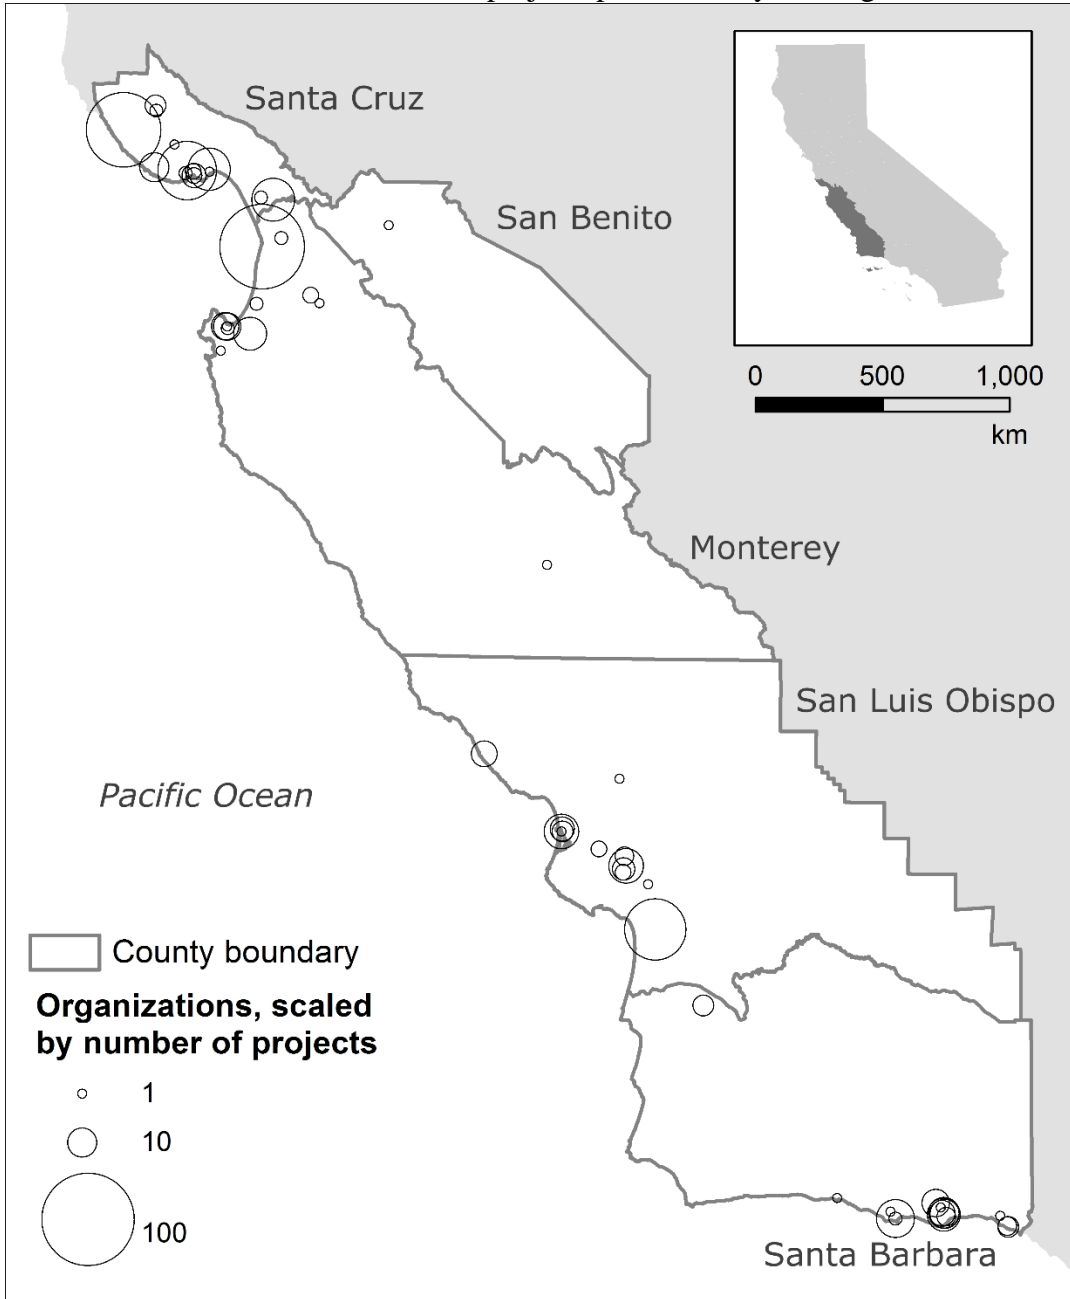 Santa Cruz
San Benito
0 500 1,000
km
Monterey
San Luis Obispo
Pacific Ocean
County boundary
Organizations, scaled
by number of projects
1
10
100
Santa Barbara